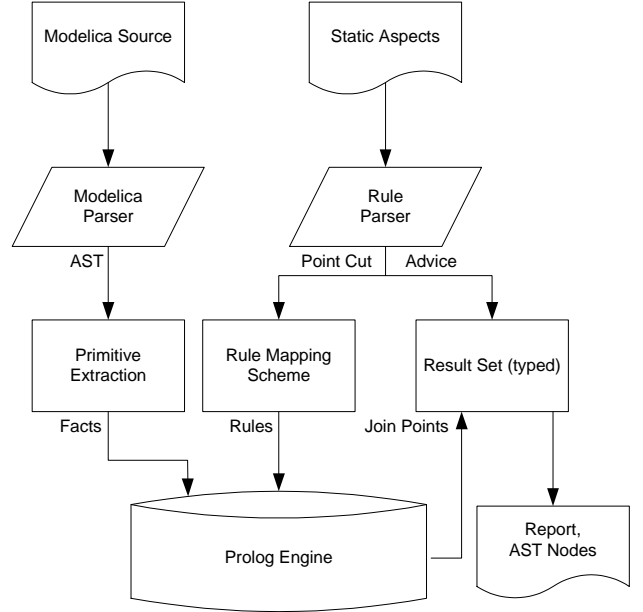 Modelica Source
Static Aspects
Modelica
Parser
Rule
Parser
AST
Point Cut
Advice
Primitive
Extraction
Rule Mapping
Scheme
Result Set (typed)
Facts
Rules
Join Points
Prolog Engine
Report,
AST Nodes